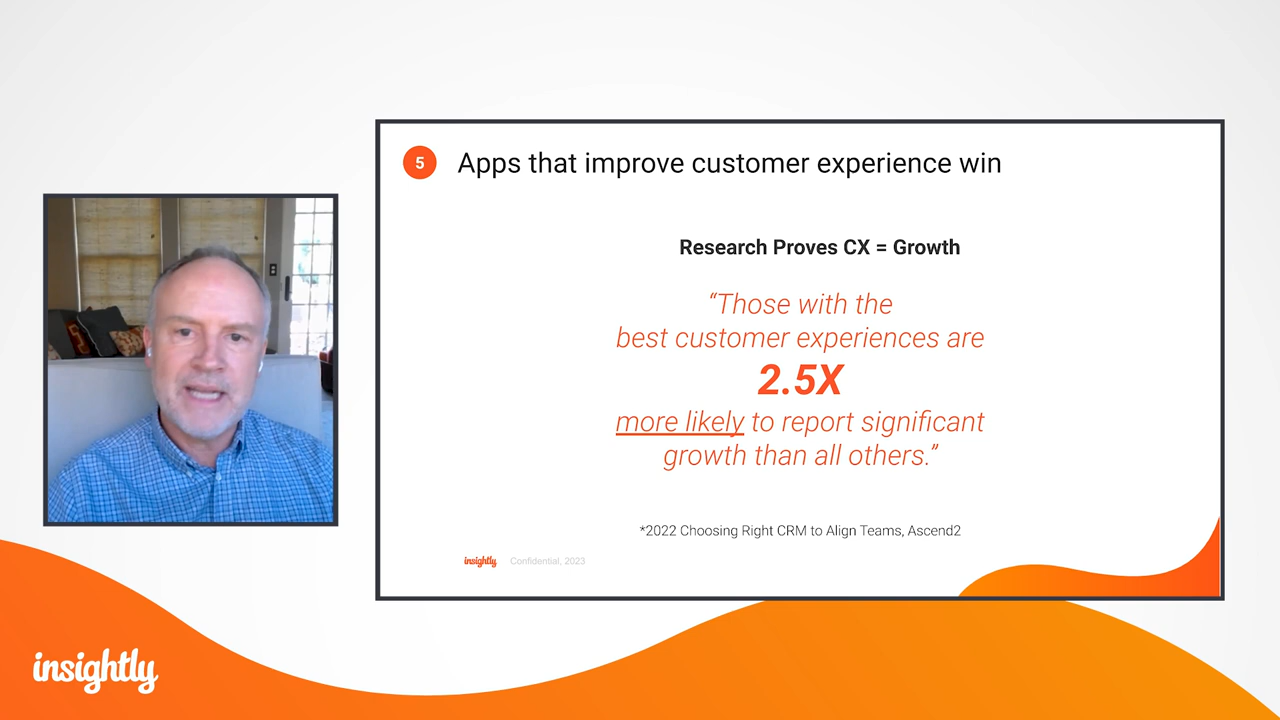 5 Apps that improve customer experience win
Research Proves CX = Growth
“Those with the
best customer experiences are
2.5X
more likely to report significant
growth than all others.”
*2022 Choosing Right CRM to Align Teams, Ascend2
insightly Confidential, 2023
insightly